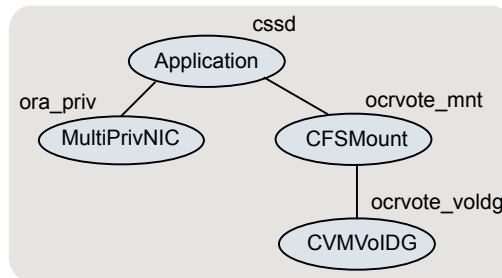 cssd
Application
ora_priv
ocrvote_mnt
MultiPrivNIC
CFSMount
ocrvote_voldg
CVMVolDG